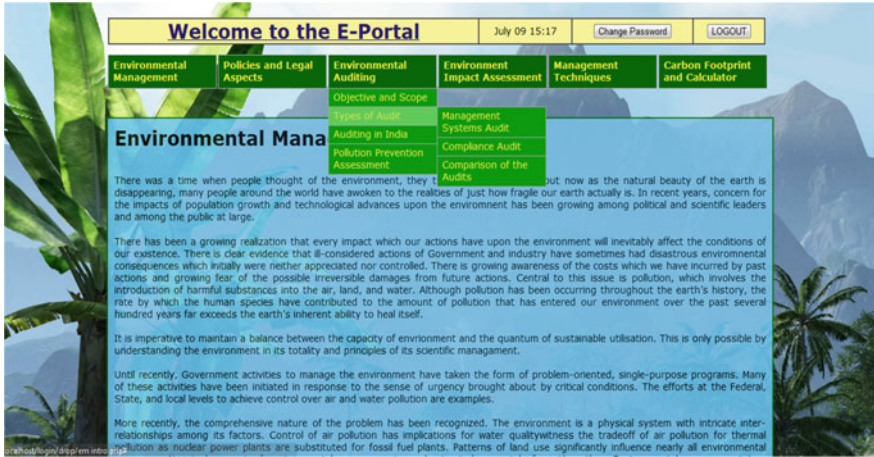 Welcome to the E-Portal
July 09 15:17
Change Password
LOGOUT
Environmental Management
Policies and Legal Aspects
Environmental Auditing
Environment Impact Assessment
Management Techniques
Carbon Footprint and Calculator
Objective and Scope
Types of Audit
Auditing in India
Pollution Prevention Assessment
Management Systems Audit
Compliance Audit
Comparison of the Audits
Environmental Mana
There was a time when people thought of the environment, they t out now as the natural beauty of the earth is
disappearing, many people around the world have awoken to the realities of just how fragile our earth actually is. In recent years, concern for
the impacts of population growth and technological advances upon the enviromnent has been growing among political and scientific leaders
and among the public at large.
There has been a growing realization that every impact which our actions have upon the environment will inevitably affect the conditions of
our existence. There is clear evidence that ill-considered actions of Government and industry have sometimes had disastrous enviromnental
consequences which initially were neither appreciated nor controlled. There is growing awareness of the costs which we have incurred by past
actions and growing fear of the possible irreversible damages from future actions. Central to this issue is pollution, which involves the
introduction of harmful substances into the air, land, and water. Although pollution has been occurring throughout the earth's history, the
rate by which the human species have contributed to the amount of pollution that has entered our environment over the past several
hundred years far exceeds the earth's inherent ability to heal itself.
It is imperative to maintain a balance between the capacity of envrionment and the quantum of sustainable utilisation. This is only possible by
understanding the environment in its totality and principles of its scientific managament.
Until recently, Government activities to manage the environment have taken the form of problem-oriented, single-purpose programs. Many
of these activities have been initiated in response to the sense of urgency brought about by critical conditions. The efforts at the Federal,
State, and local levels to achieve control over air and water pollution are examples.
More recently, the comprehensive nature of the problem has been recognized. The environment is a physical system with intricate inter-
relationships among its factors. Control of air pollution has implications for water qualitywitness the tradeoff of air pollution for thermal
pollution as nuclear power plants are substituted for fossil fuel plants. Patterns of land use significantly influence nearly all environmental
ocalhost/login/drop/em intro.aspx